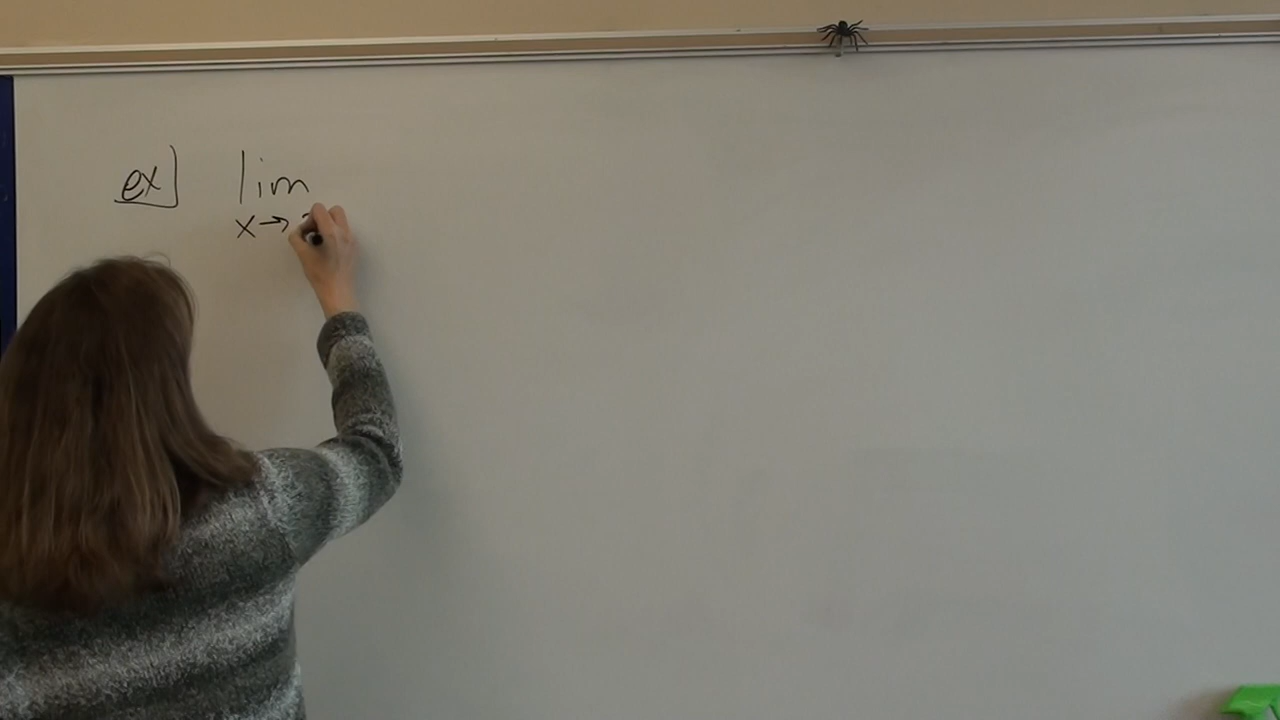 ex lim
x →